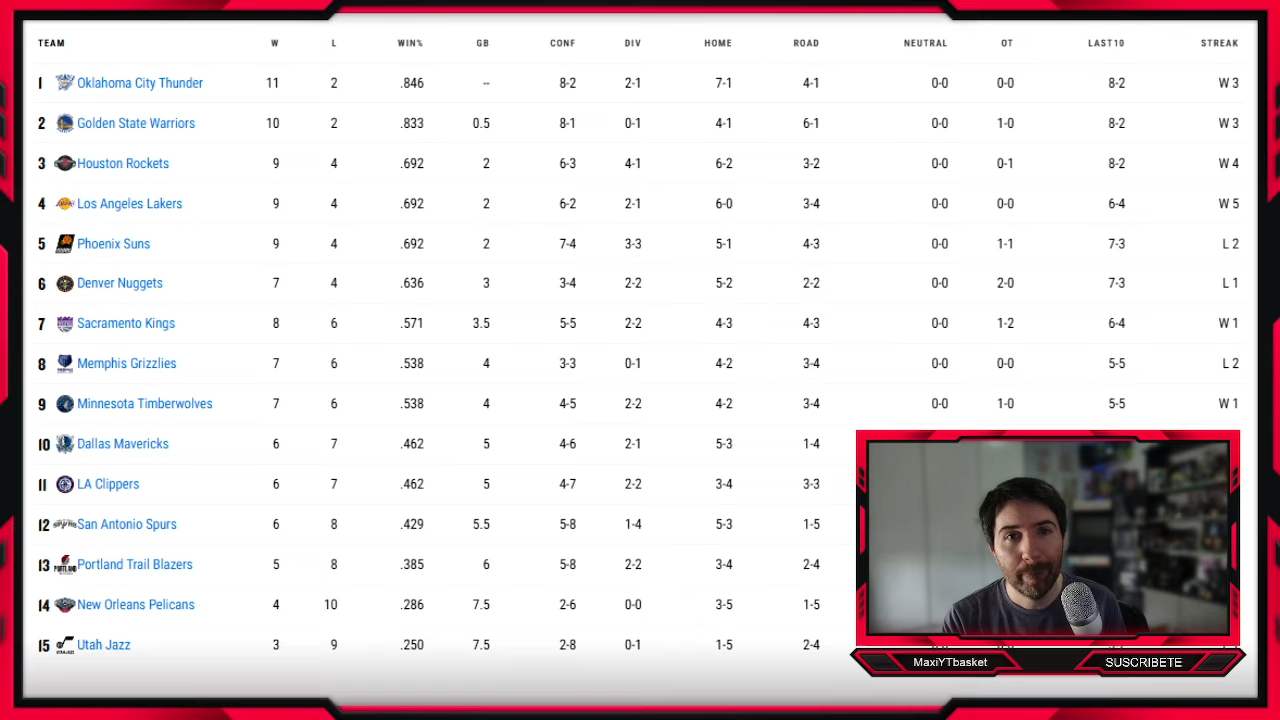 TEAM W L WIN% GB CONF DIV HOME ROAD NEUTRAL OT LAST10 STREAK
1 Oklahoma City Thunder 11 2 .846 -- 8-2 2-1 7-1 4-1 0-0 0-0 8-2 W 3
2 Golden State Warriors 10 2 .833 0.5 8-1 0-1 4-1 6-1 0-0 1-0 8-2 W 3
3 Houston Rockets 9 4 .692 2 6-3 4-1 6-2 3-2 0-0 0-1 8-2 W 4
4 Los Angeles Lakers 9 4 .692 2 6-2 2-1 6-0 3-4 0-0 0-0 6-4 W 5
5 Phoenix Suns 9 4 .692 2 7-4 3-3 5-1 4-3 0-0 1-1 7-3 L 2
6 Denver Nuggets 7 4 .636 3 3-4 2-2 5-2 2-2 0-0 2-0 7-3 L 1
7 Sacramento Kings 8 6 .571 3.5 5-5 2-2 4-3 4-3 0-0 1-2 6-4 W 1
8 Memphis Grizzlies 7 6 .538 4 3-3 0-1 4-2 3-4 0-0 0-0 5-5 L 2
9 Minnesota Timberwolves 7 6 .538 4 4-5 2-2 4-2 3-4 0-0 1-0 5-5 W 1
10 Dallas Mavericks 6 7 .462 5 4-6 2-1 5-3 1-4
11 LA Clippers 6 7 .462 5 4-7 2-2 3-4 3-3
12 San Antonio Spurs 6 8 .429 5.5 5-8 1-4 5-3 1-5
13 Portland Trail Blazers 5 8 .385 6 5-8 2-2 3-4 2-4
14 New Orleans Pelicans 4 10 .286 7.5 2-6 0-0 3-5 1-5
15 Utah Jazz 3 9 .250 7.5 2-8 0-1 1-5 2-4
MaxiYTbasket SUSCRIBETE